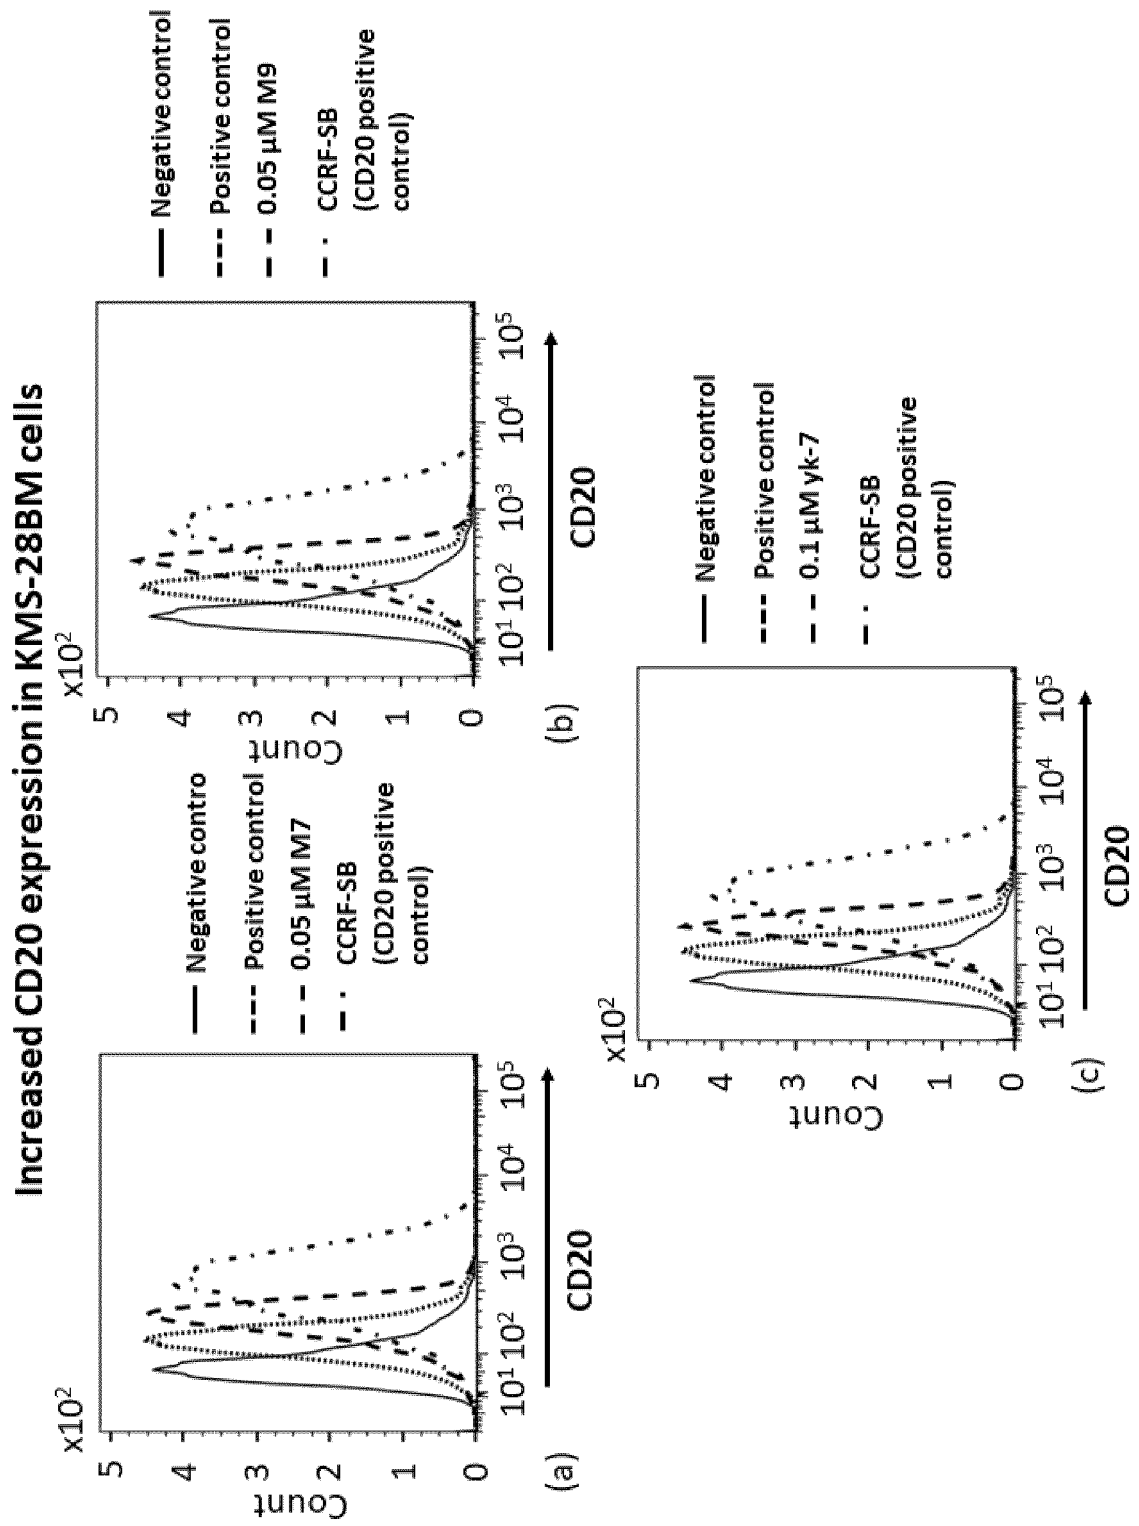 Increased CD20 expression in KMS-28BM cells
x10²
5
4
3
2
1
0
Count
10¹ 10² 10³ 10⁴ 10⁵
CD20
(a)
Negative contro
Positive control
0.05 µM M7
CCRF-SB
(CD20 positive
control)
x10²
5
4
3
2
1
0
Count
10¹ 10² 10³ 10⁴ 10⁵
CD20
(b)
Negative control
Positive control
0.05 µM M9
CCRF-SB
(CD20 positive
control)
x10²
5
4
3
2
1
0
Count
10¹ 10² 10³ 10⁴ 10⁵
CD20
(c)
Negative control
Positive control
0.1 µM yk-7
CCRF-SB
(CD20 positive
control)